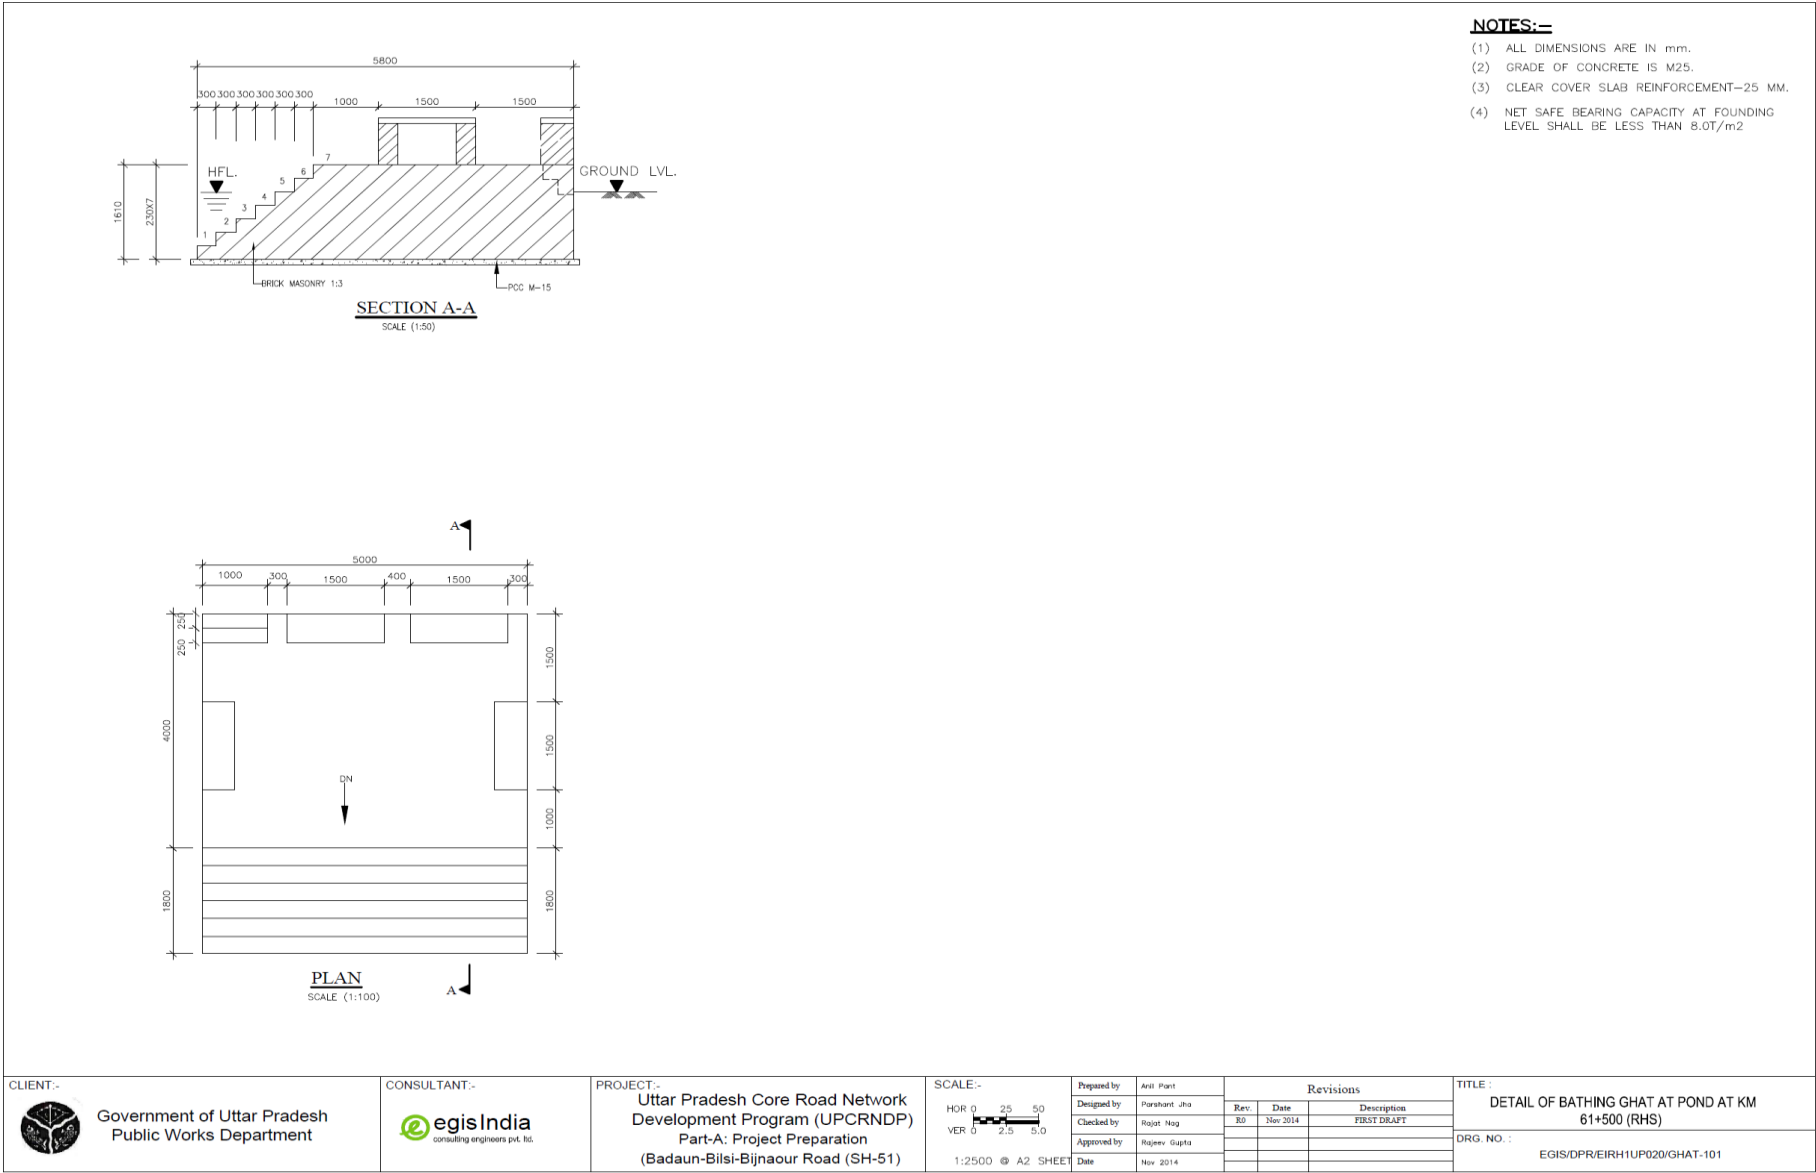 NOTES:-
(1) ALL DIMENSIONS ARE IN mm.
(2) GRADE OF CONCRETE IS M25.
(3) CLEAR COVER SLAB REINFORCEMENT-25 MM.
(4) NET SAFE BEARING CAPACITY AT FOUNDING
LEVEL SHALL BE LESS THAN 8.0T/m2
5800
300 300 300 300 300 300 1000 1500 1500
7
6
5
4
3
2
1
HFL.
GROUND LVL.
1610
230X7
BRICK MASONRY 1:3
PCC M-15
SECTION A-A
SCALE (1:50)
A
5000
1000 300 1500 400 1500 300
250
250
4000
1800
1500
1500
1000
1800
DN
A
PLAN
SCALE (1:100)
CLIENT:-
Government of Uttar Pradesh
Public Works Department
CONSULTANT:-
egis India
consulting engineers pvt. ltd.
PROJECT:-
Uttar Pradesh Core Road Network
Development Program (UPCRNDP)
Part-A: Project Preparation
(Badaun-Bilsi-Bijnaour Road (SH-51)
SCALE:-
HOR 0 25 50
VER 0 2.5 5.0
1:2500 @ A2 SHEET
Prepared by Anil Pant
Designed by Parshant Jha
Checked by Rajat Nag
Approved by Rajeev Gupta
Date Nov 2014
Revisions
Rev. Date Description
R0 Nov 2014 FIRST DRAFT
TITLE :
DETAIL OF BATHING GHAT AT POND AT KM
61+500 (RHS)
DRG. NO. :
EGIS/DPR/EIRH1UP020/GHAT-101